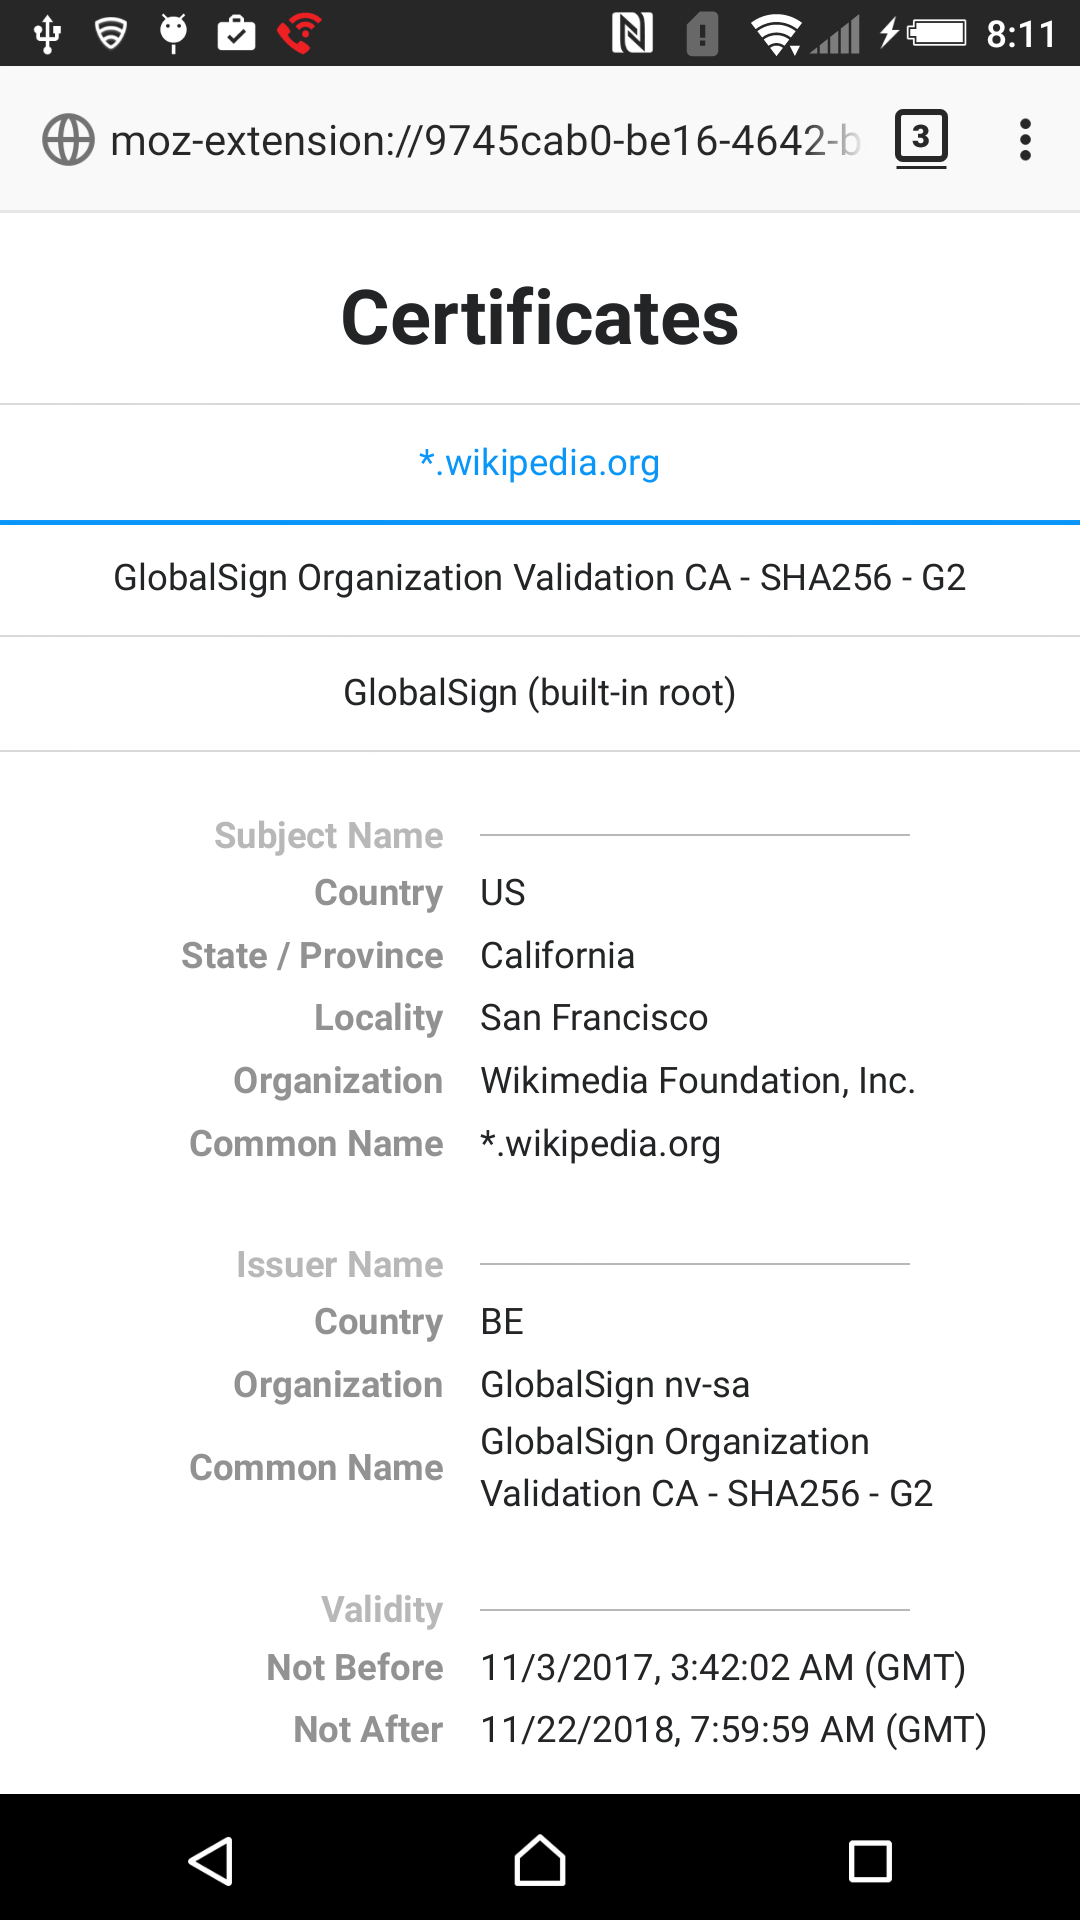 8:11
moz-extension://9745cab0-be16-4642-b
3
Certificates
*.wikipedia.org
GlobalSign Organization Validation CA - SHA256 - G2
GlobalSign (built-in root)
Subject Name
Country US
State / Province California
Locality San Francisco
Organization Wikimedia Foundation, Inc.
Common Name *.wikipedia.org
Issuer Name
Country BE
Organization GlobalSign nv-sa
Common Name GlobalSign Organization
Validation CA - SHA256 - G2
Validity
Not Before 11/3/2017, 3:42:02 AM (GMT)
Not After 11/22/2018, 7:59:59 AM (GMT)